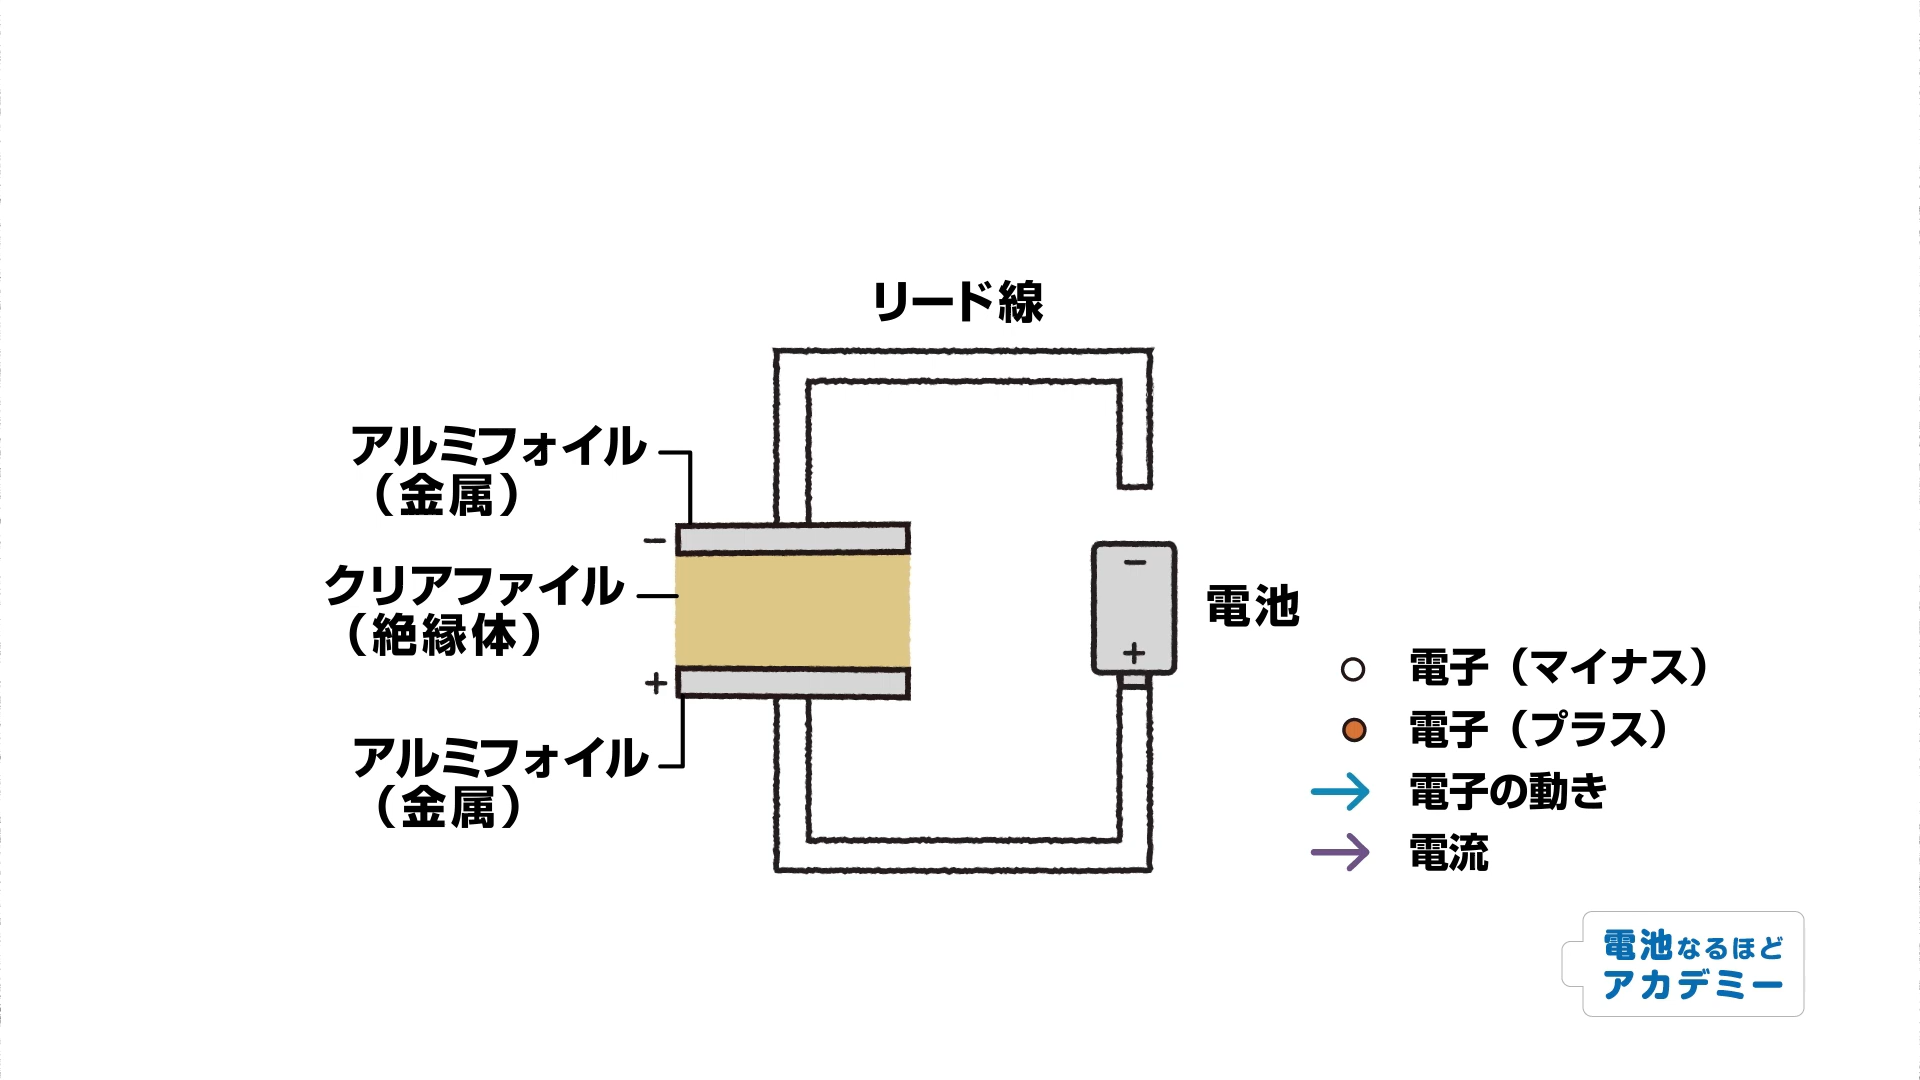 リード線
アルミフォイル
（金属）
−
クリアファイル
（絶縁体）
+
アルミフォイル
（金属）
−
+
電池
電子（マイナス）
電子（プラス）
電子の動き
電流
電池なるほど
アカデミー